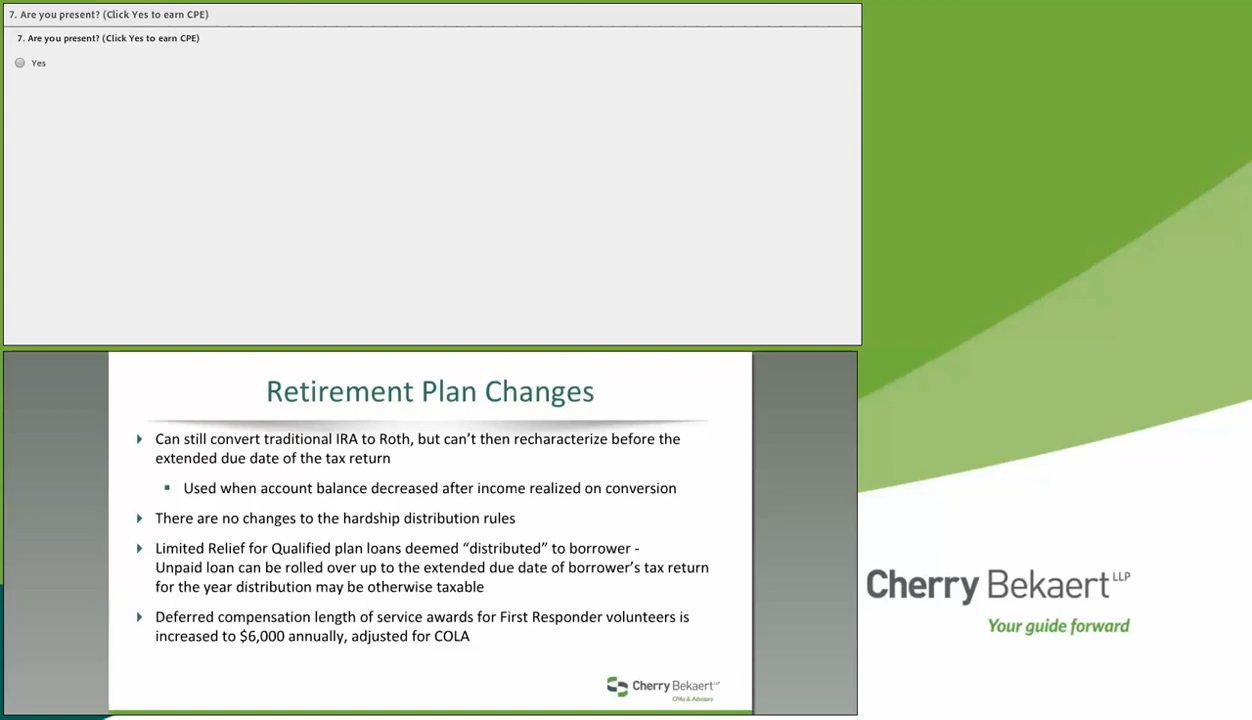 7. Are you present? (Click Yes to earn CPE)
7. Are you present? (Click Yes to earn CPE)
Yes
Retirement Plan Changes
Can still convert traditional IRA to Roth, but can’t then recharacterize before the
extended due date of the tax return
Used when account balance decreased after income realized on conversion
There are no changes to the hardship distribution rules
Limited Relief for Qualified plan loans deemed “distributed” to borrower -
Unpaid loan can be rolled over up to the extended due date of borrower’s tax return
for the year distribution may be otherwise taxable
Deferred compensation length of service awards for First Responder volunteers is
increased to $6,000 annually, adjusted for COLA
Cherry Bekaert LLP
CPAs & Advisors
Cherry Bekaert LLP
Your guide forward